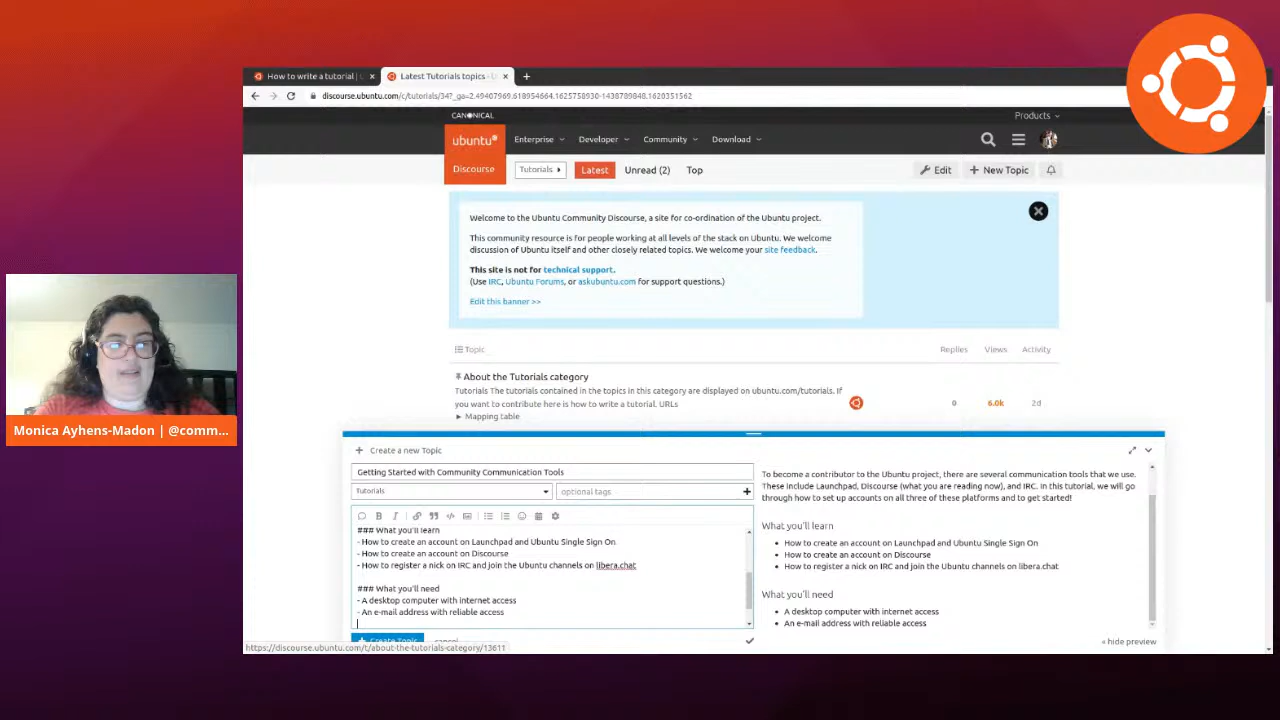 How to write a tutorial |
Latest Tutorials topics - U
discourse.ubuntu.com/c/tutorials/34?_ga=2.49407969.618954664.1625758930-1438789848.1620351562
CANONICAL
Products
ubuntu
Enterprise
Developer
Community
Download
Discourse
Tutorials
Latest
Unread (2)
Top
Edit
+ New Topic
Welcome to the Ubuntu Community Discourse, a site for co-ordination of the Ubuntu project.
This community resource is for people working at all levels of the stack on Ubuntu. We welcome
discussion of Ubuntu itself and other closely related topics. We welcome your site feedback.
This site is not for technical support.
(Use IRC, Ubuntu Forums, or askubuntu.com for support questions.)
Edit this banner >>
Topic
Replies
Views
Activity
About the Tutorials category
Tutorials The tutorials contained in the topics in this category are displayed on ubuntu.com/tutorials. If
you want to contribute here is how to write a tutorial. URLs
► Mapping table
0
6.0k
2d
Monica Ayhens-Madon | @comm...
+ Create a new Topic
Getting Started with Community Communication Tools
Tutorials
optional tags
### What you'll learn
- How to create an account on Launchpad and Ubuntu Single Sign On
- How to create an account on Discourse
- How to register a nick on IRC and join the Ubuntu channels on libera.chat
### What you'll need
- A desktop computer with internet access
- An e-mail address with reliable access
To become a contributor to the Ubuntu project, there are several communication tools that we use.
These include Launchpad, Discourse (what you are reading now), and IRC. In this tutorial, we will go
through how to set up accounts on all three of these platforms and to get started!
What you'll learn
• How to create an account on Launchpad and Ubuntu Single Sign On
• How to create an account on Discourse
• How to register a nick on IRC and join the Ubuntu channels on libera.chat
What you'll need
• A desktop computer with internet access
• An e-mail address with reliable access
+ Create Topic
cancel
« hide preview
https://discourse.ubuntu.com/t/about-the-tutorials-category/13611